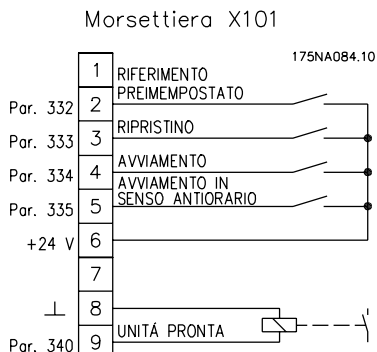 Morsettiera X101
175NA084.10
1 RIFERIMENTO
Par. 332 2 PREIMEMPOSTATO
Par. 333 3 RIPRISTINO
Par. 334 4 AVVIAMENTO
AVVIAMENTO IN
Par. 335 5 SENSO ANTIORARIO
+24 V 6
7
8
Par. 340 9 UNITÁ PRONTA